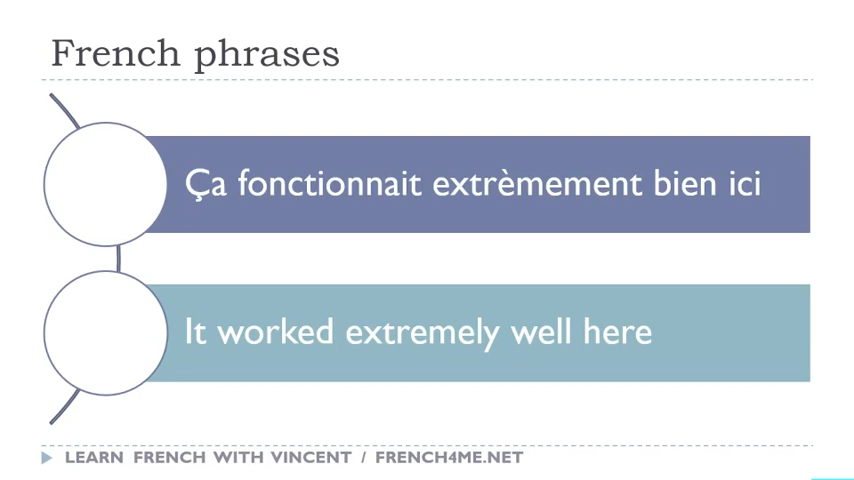 French phrases
Ça fonctionnait extrèmement bien ici
It worked extremely well here
LEARN FRENCH WITH VINCENT / FRENCH4ME.NET